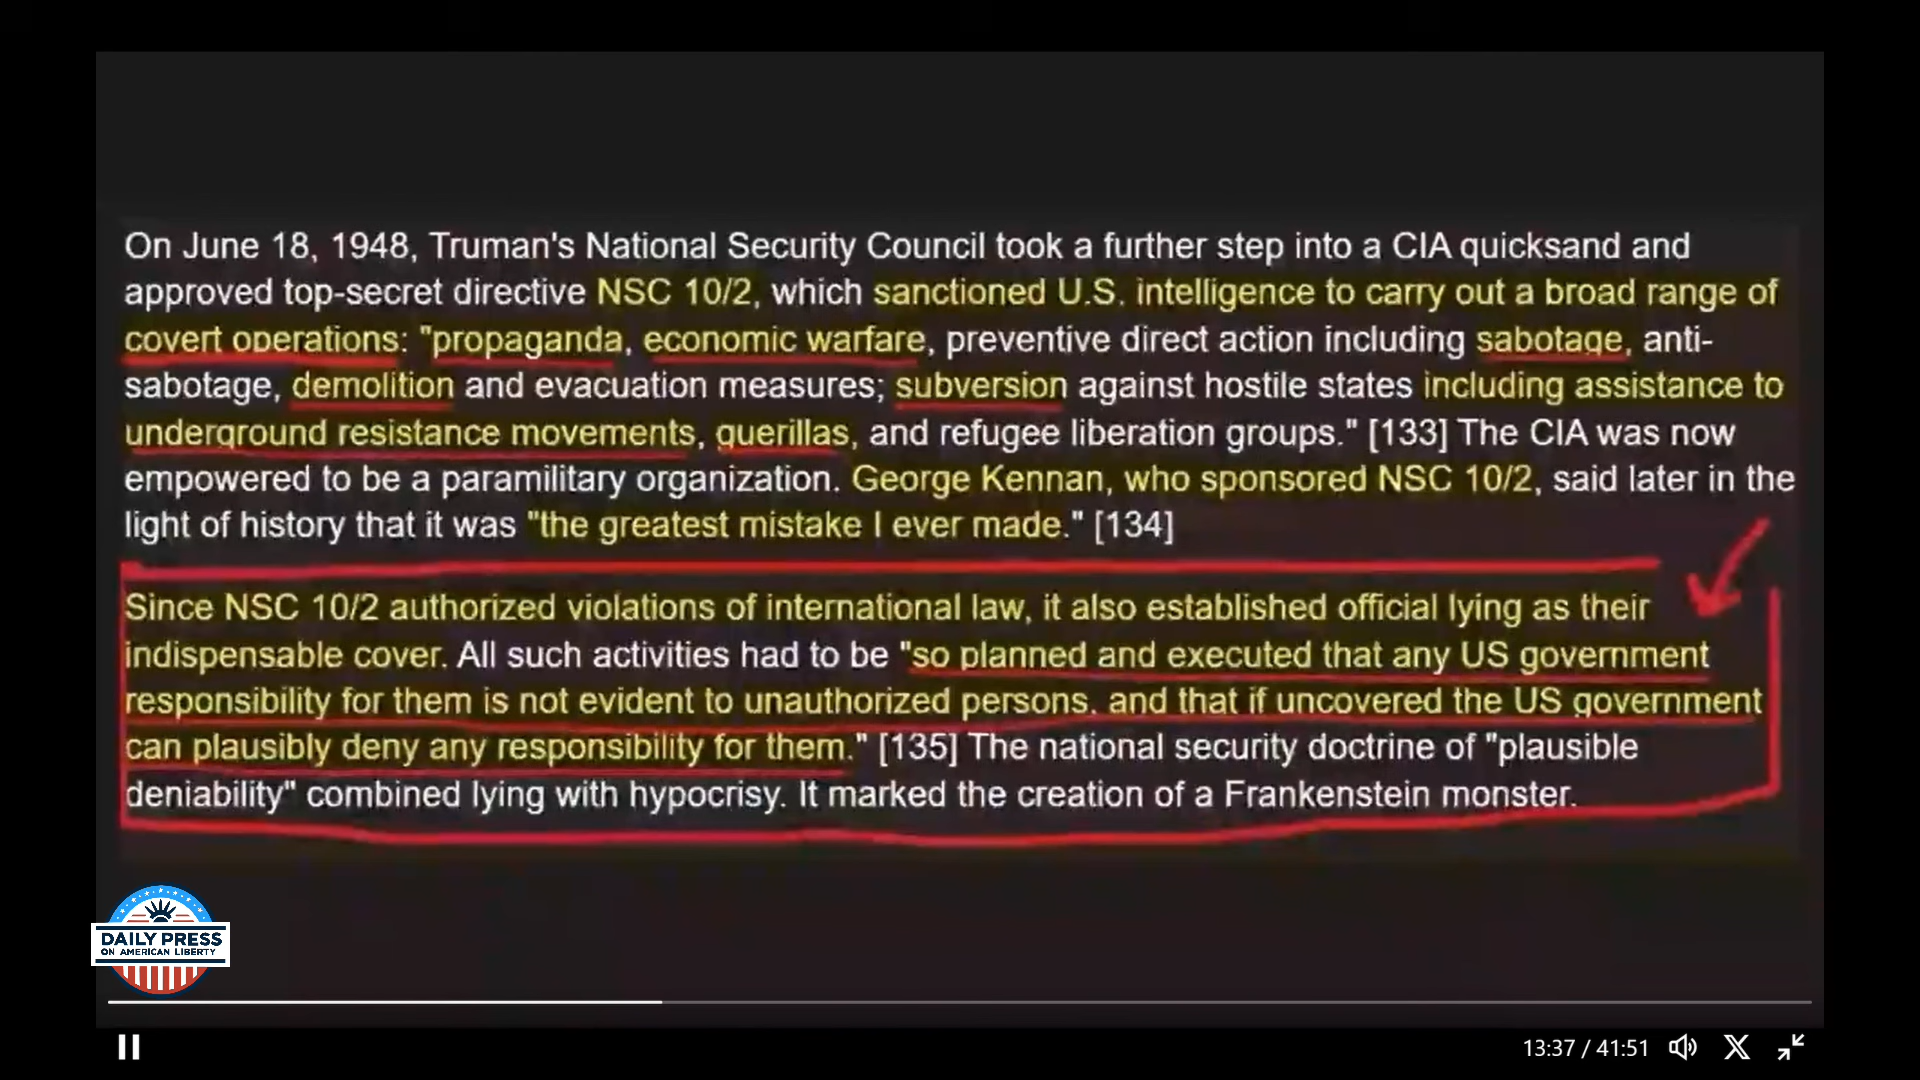 On June 18, 1948, Truman's National Security Council took a further step into a CIA quicksand and
approved top-secret directive NSC 10/2, which sanctioned U.S. intelligence to carry out a broad range of
covert operations: "propaganda, economic warfare, preventive direct action including sabotage, anti-
sabotage, demolition and evacuation measures; subversion against hostile states including assistance to
underground resistance movements, guerillas, and refugee liberation groups." [133] The CIA was now
empowered to be a paramilitary organization. George Kennan, who sponsored NSC 10/2, said later in the
light of history that it was "the greatest mistake I ever made." [134]
Since NSC 10/2 authorized violations of international law, it also established official lying as their
indispensable cover. All such activities had to be "so planned and executed that any US government
responsibility for them is not evident to unauthorized persons, and that if uncovered the US government
can plausibly deny any responsibility for them." [135] The national security doctrine of "plausible
deniability" combined lying with hypocrisy. It marked the creation of a Frankenstein monster.
DAILY PRESS
ON AMERICAN LIBERTY
13:37 / 41:51